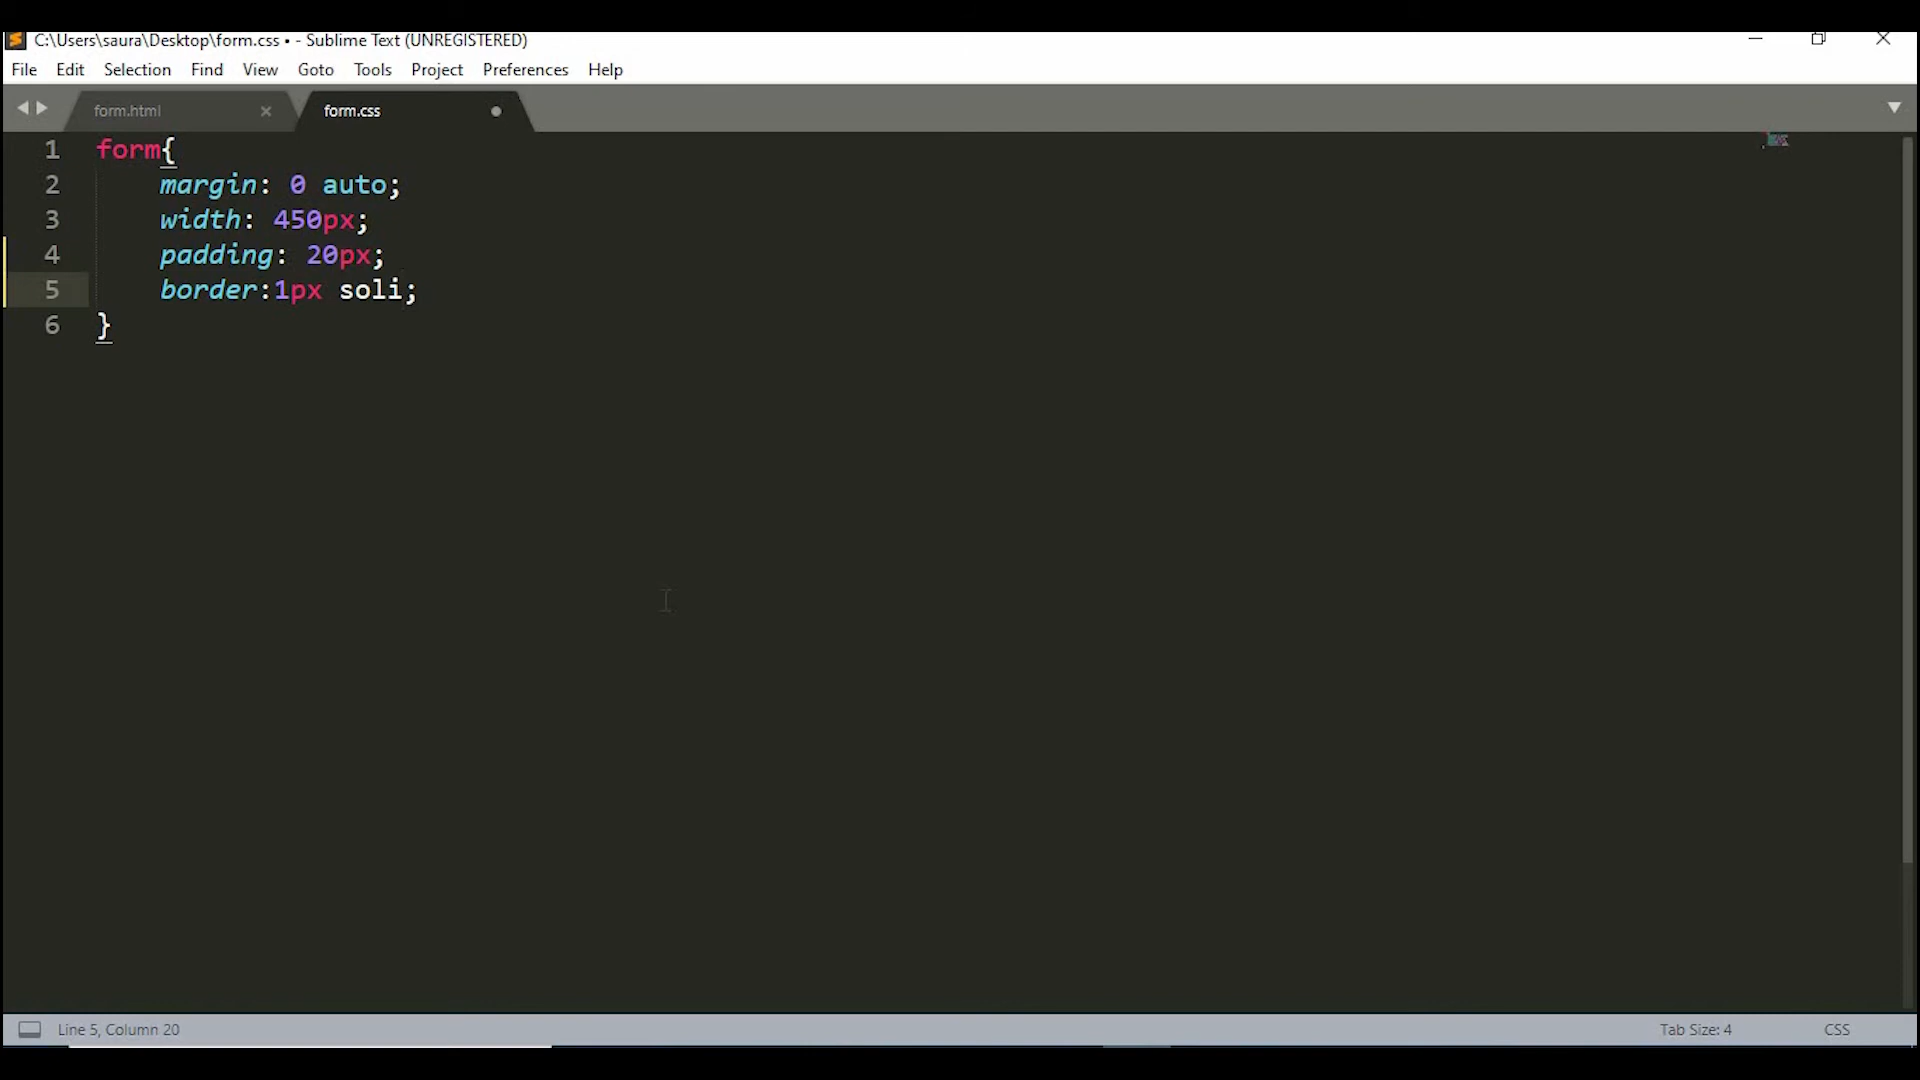 C:\Users\saura\Desktop\form.css • - Sublime Text (UNREGISTERED)
File Edit Selection Find View Goto Tools Project Preferences Help
form.html form.css
1 form{
2 margin: 0 auto;
3 width: 450px;
4 padding: 20px;
5 border:1px soli;
6 }
Line 5, Column 20 Tab Size: 4 CSS